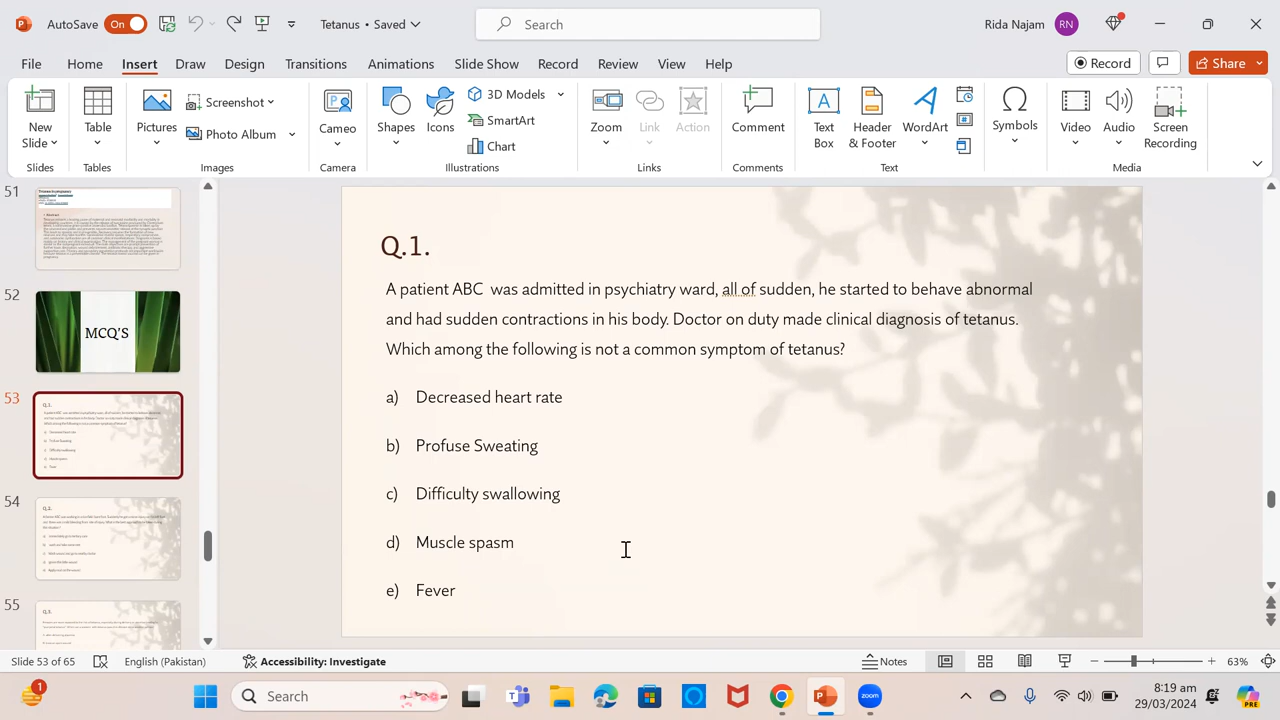 AutoSave On Tetanus • Saved Search Rida Najam RN
File Home Insert Draw Design Transitions Animations Slide Show Record Review View Help Record Share
New Slide Table Pictures Screenshot Photo Album Cameo Shapes Icons 3D Models SmartArt Chart Zoom Link Action Comment Text Box Header & Footer WordArt Symbols Video Audio Screen Recording
Slides Tables Images Camera Illustrations Links Comments Text Media
51
52
MCQ'S
53
54
55
Q.1.
A patient ABC was admitted in psychiatry ward, all of sudden, he started to behave abnormal
and had sudden contractions in his body. Doctor on duty made clinical diagnosis of tetanus.
Which among the following is not a common symptom of tetanus?
a) Decreased heart rate
b) Profuse Sweating
c) Difficulty swallowing
d) Muscle spasm
e) Fever
Slide 53 of 65 English (Pakistan) Accessibility: Investigate Notes 63%
1 Search PRE
8:19 am
29/03/2024